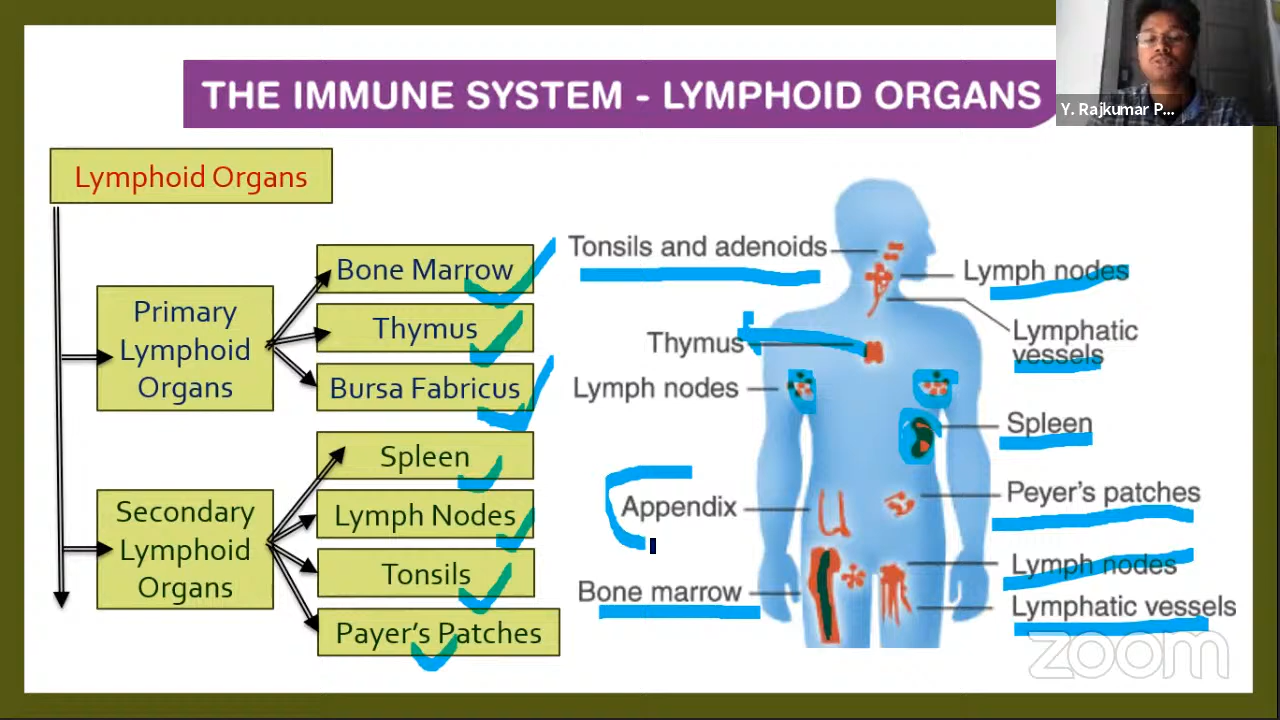 THE IMMUNE SYSTEM - LYMPHOID ORGANS
Y. Rajkumar P...
Lymphoid Organs
Primary
Lymphoid
Organs
Bone Marrow
Thymus
Bursa Fabricus
Secondary
Lymphoid
Organs
Spleen
Lymph Nodes
Tonsils
Payer's Patches
Tonsils and adenoids
Lymph nodes
Lymphatic
vessels
Thymus
Lymph nodes
Spleen
Appendix
Peyer's patches
Bone marrow
Lymph nodes
Lymphatic vessels
zoom